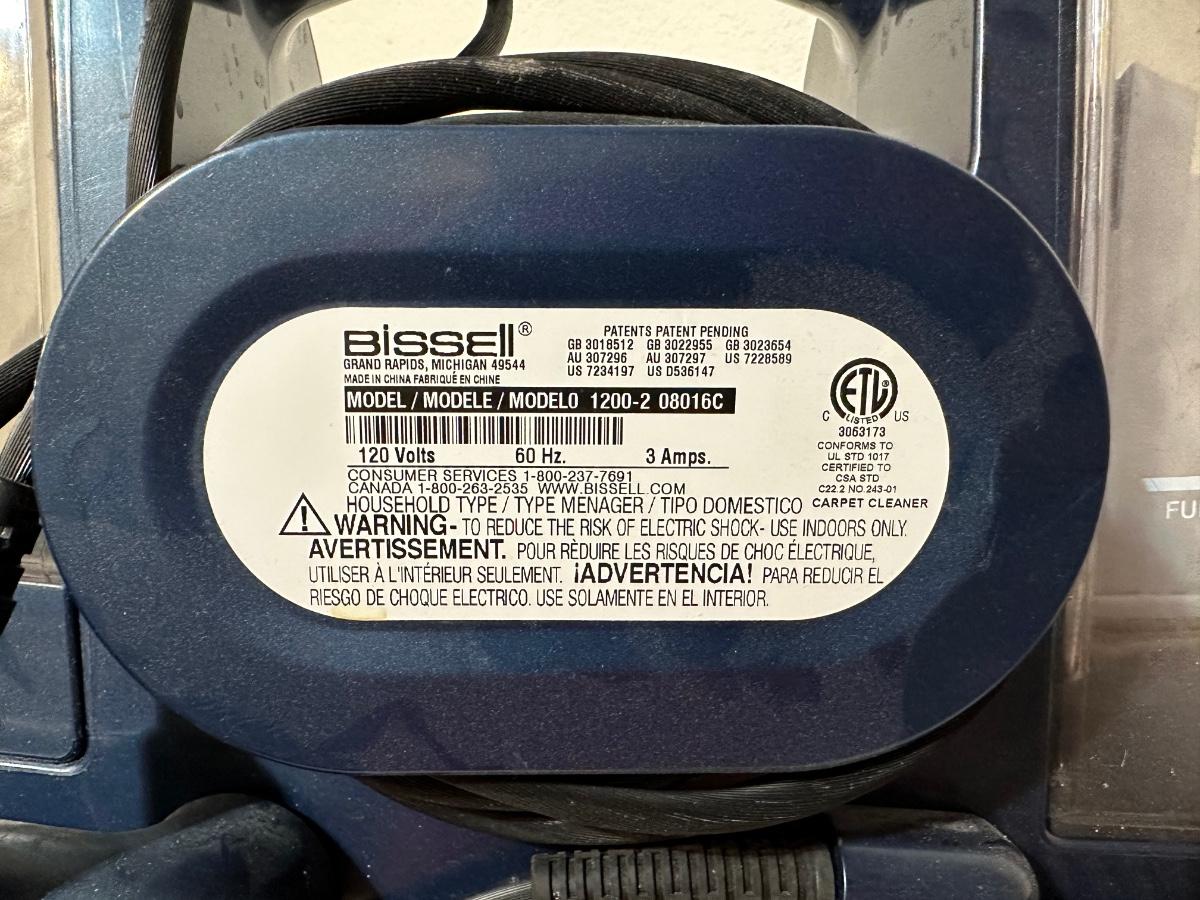 BISSELL®
GRAND RAPIDS, MICHIGAN 49544
MADE IN CHINA FABRIQUÉ EN CHINE
PATENTS PATENT PENDING
GB 3018512 GB 3022955 GB 3023654
AU 307296 AU 307297 US 7228589
US 7234197 US D536147
MODEL / MODELE / MODELO 1200-2 08016C
120 Volts 60 Hz. 3 Amps.
CONSUMER SERVICES 1-800-237-7691
CANADA 1-800-263-2535 WWW.BISSELL.COM
HOUSEHOLD TYPE / TYPE MENAGER / TIPO DOMESTICO
ETL®
C LISTED US
3063173
CONFORMS TO
UL STD 1017
CERTIFIED TO
CSA STD
C22.2 NO.243-01
CARPET CLEANER
WARNING- TO REDUCE THE RISK OF ELECTRIC SHOCK- USE INDOORS ONLY.
AVERTISSEMENT. POUR RÈDUIRE LES RISQUES DE CHOC ÉLECTRIQUE,
UTILISER À L'INTÉRIEUR SEULEMENT. ¡ADVERTENCIA! PARA REDUCIR EL
RIESGO DE CHOQUE ELECTRICO. USE SOLAMENTE EN EL INTERIOR.